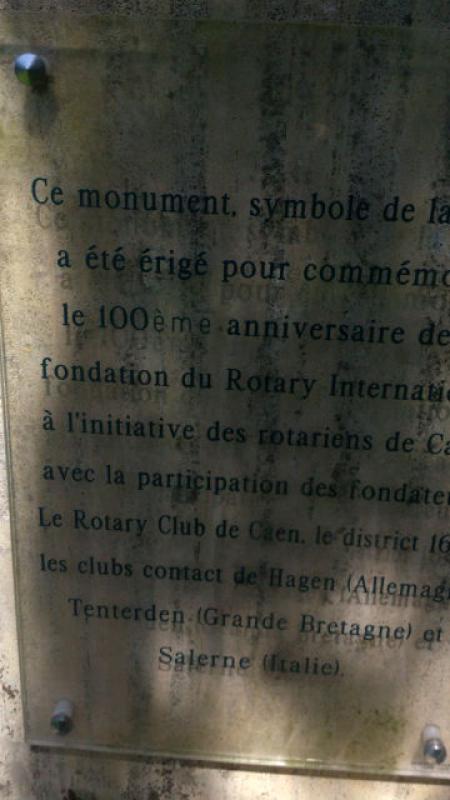 Ce monument, symbole de la
a été érigé pour commémo
le 100ème anniversaire de
fondation du Rotary Internati
à l'initiative des rotariens de Ca
avec la participation des fondate
Le Rotary Club de Caen, le district 16
les clubs contact de Hagen (Allemag
Tenterden (Grande Bretagne) et
Salerne (Italie).